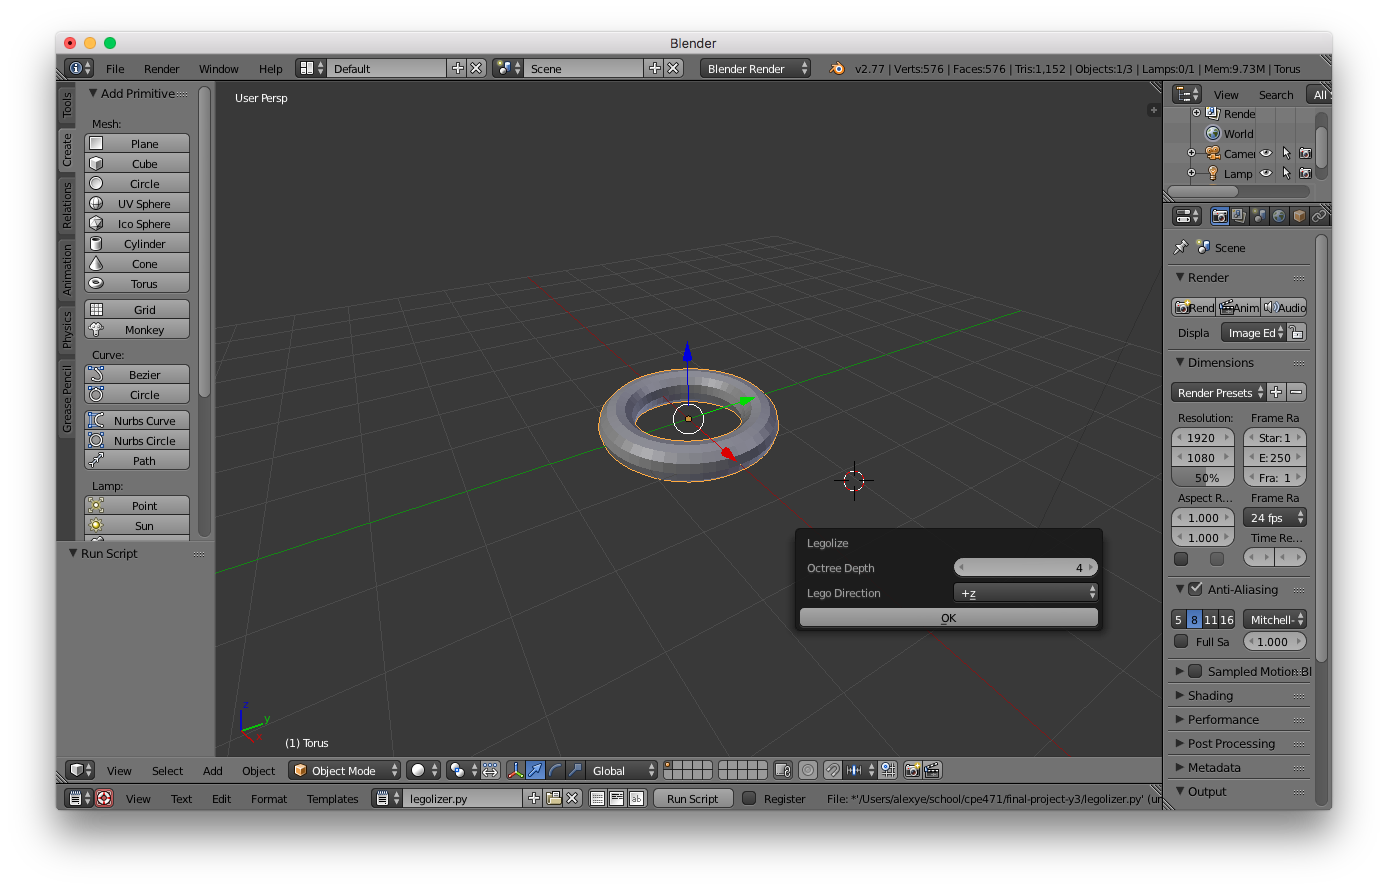 Blender
File Render Window Help Default Scene Blender Render v2.77 | Verts:576 | Faces:576 | Tris:1,152 | Objects:1/3 | Lamps:0/1 | Mem:9.73M | Torus
Tools
Create
Relations
Animation
Physics
Grease Pencil
Add Primitive
Mesh:
Plane
Cube
Circle
UV Sphere
Ico Sphere
Cylinder
Cone
Torus
Grid
Monkey
Curve:
Bezier
Circle
Nurbs Curve
Nurbs Circle
Path
Lamp:
Point
Sun
Run Script
User Persp
Legolize
Octree Depth 4
Lego Direction +z
OK
z
y
x
(1) Torus
View Search All
Rende
World
Camer
Lamp
Scene
Render
Rend Anim Audio
Displa Image Ed
Dimensions
Render Presets
Resolution: Frame Ra
1920 Star: 1
1080 E: 250
50% Fra: 1
Aspect R... Frame Ra
1.000 24 fps
1.000 Time Re...
Anti-Aliasing
5 8 11 16 Mitchell-
Full Sa 1.000
Sampled Motion Bl
Shading
Performance
Post Processing
Metadata
Output
View Select Add Object Object Mode Global
View Text Edit Format Templates legolizer.py ab Run Script Register File: *'/Users/alexye/school/cpe471/final-project-y3/legolizer.py' (un